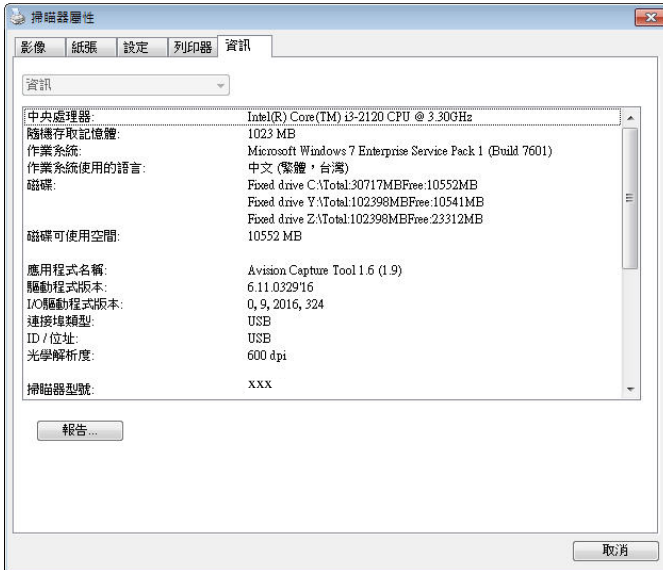 掃瞄器屬性
影像 紙張 設定 列印器 資訊
資訊
中央處理器: Intel(R) Core(TM) i3-2120 CPU @ 3.30GHz
隨機存取記憶體: 1023 MB
作業系統: Microsoft Windows 7 Enterprise Service Pack 1 (Build 7601)
作業系統使用的語言: 中文 (繁體，台灣)
磁碟: Fixed drive C:\Total:30717MBFree:10552MB
Fixed drive Y:\Total:102398MBFree:10541MB
Fixed drive Z:\Total:102398MBFree:23312MB
磁碟可使用空間: 10552 MB
應用程式名稱: Avision Capture Tool 1.6 (1.9)
驅動程式版本: 6.11.0329'16
I/O驅動程式版本: 0, 9, 2016, 324
連接埠類型: USB
ID / 位址: USB
光學解析度: 600 dpi
掃瞄器型號: XXX
報告...
取消